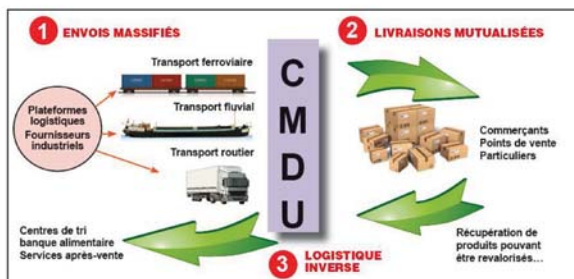 1 ENVOIS MASSIFIÉS
Plateformes
logistiques
Fournisseurs
industriels
Transport ferroviaire
Transport fluvial
Transport routier
C
M
D
U
2 LIVRAISONS MUTUALISÉES
Commerçants
Points de vente
Particuliers
Récupération de
produits pouvant
être revalorisés...
3 LOGISTIQUE
INVERSE
Centres de tri
banque alimentaire
Services après-vente